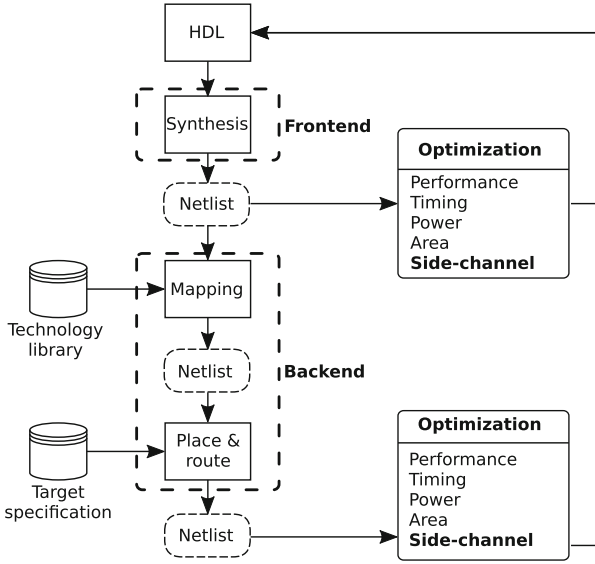 HDL
Synthesis
Frontend
Netlist
Optimization
Performance
Timing
Power
Area
Side-channel
Mapping
Technology
library
Netlist
Backend
Place &
route
Target
specification
Netlist
Optimization
Performance
Timing
Power
Area
Side-channel